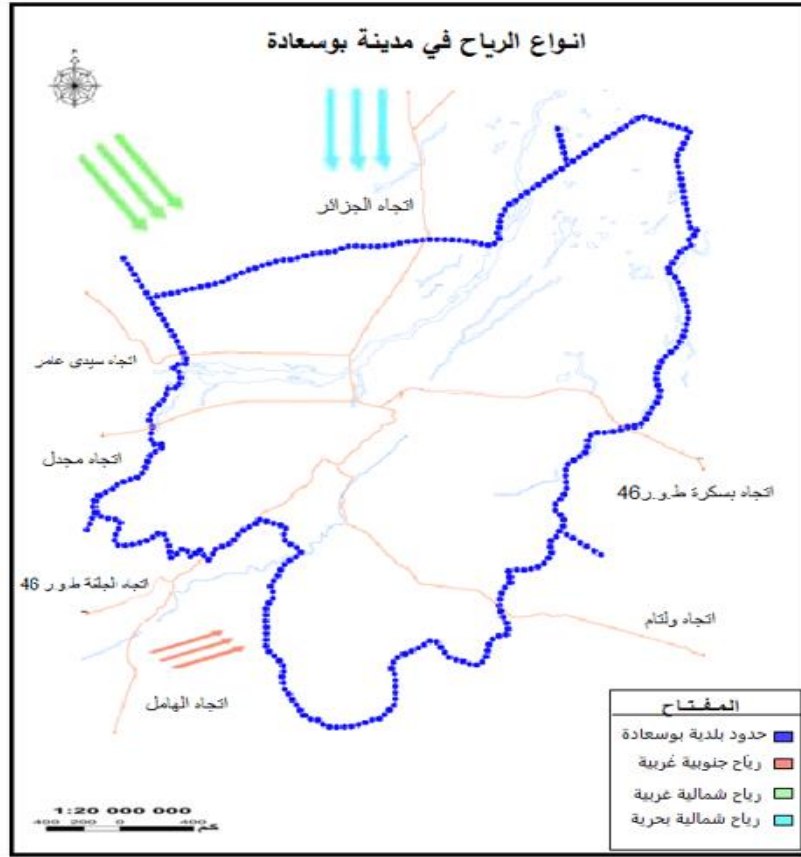 انواع الرياح في مدينة بوسعادة
اتجاه الجزائر
اتجاه سيدي عامر
اتجاه مجدل
اتجاه بسكرة ط.و.ر 46
اتجاه الجلفة ط.و.ر 46
اتجاه ولتام
اتجاه الهامل
المفتاح
حدود بلدية بوسعادة
رياح جنوبية غربية
رياح شمالية غربية
رياح شمالية بحرية
1:20 000 000
400 200 0 400
كم